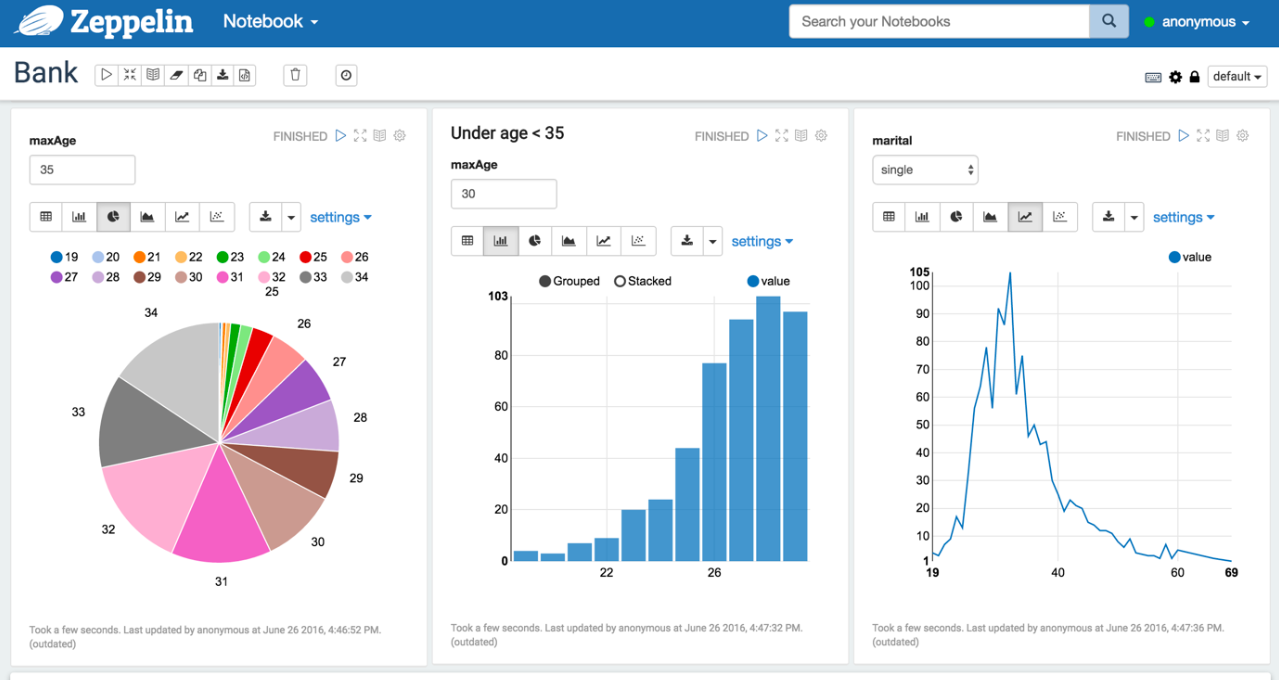 Zeppelin Notebook Search your Notebooks anonymous
Bank default
maxAge FINISHED
35
settings
19 20 21 22 23 24 25 26
27 28 29 30 31 32 33 34
25
34 26
27
33 28
29
32 30
31
Took a few seconds. Last updated by anonymous at June 26 2016, 4:46:52 PM.
(outdated)
Under age < 35 FINISHED
maxAge
30
settings
Grouped Stacked value
103
80
60
40
20
0
22 26
Took a few seconds. Last updated by anonymous at June 26 2016, 4:47:32 PM.
(outdated)
marital FINISHED
single
settings
value
105
100
90
80
70
60
50
40
30
20
10
1
19 40 60 69
Took a few seconds. Last updated by anonymous at June 26 2016, 4:47:36 PM.
(outdated)